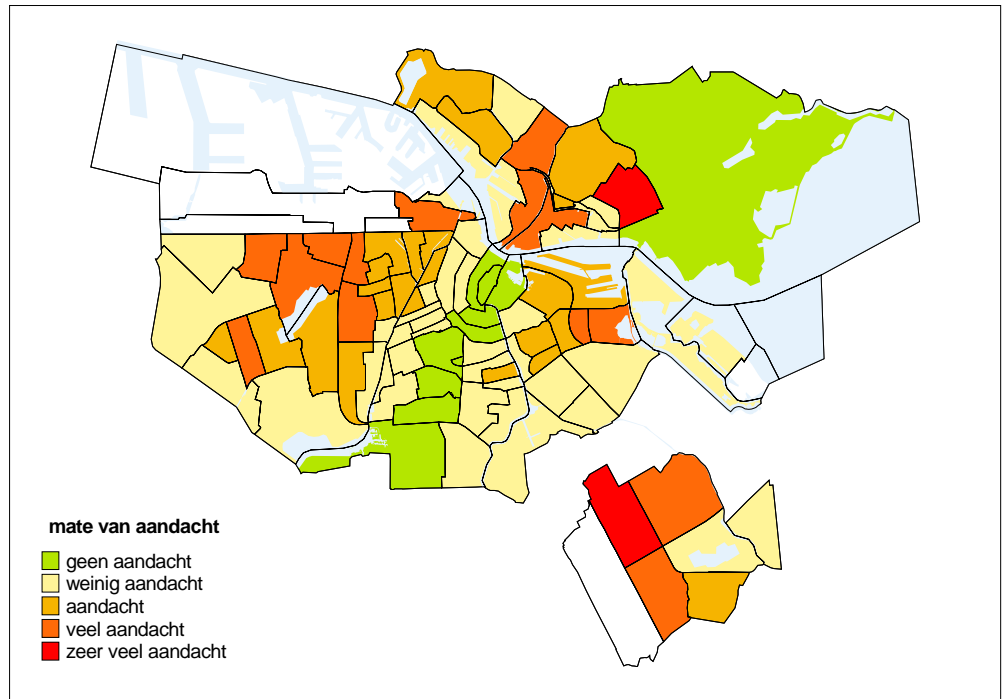 mate van aandacht
geen aandacht
weinig aandacht
aandacht
veel aandacht
zeer veel aandacht